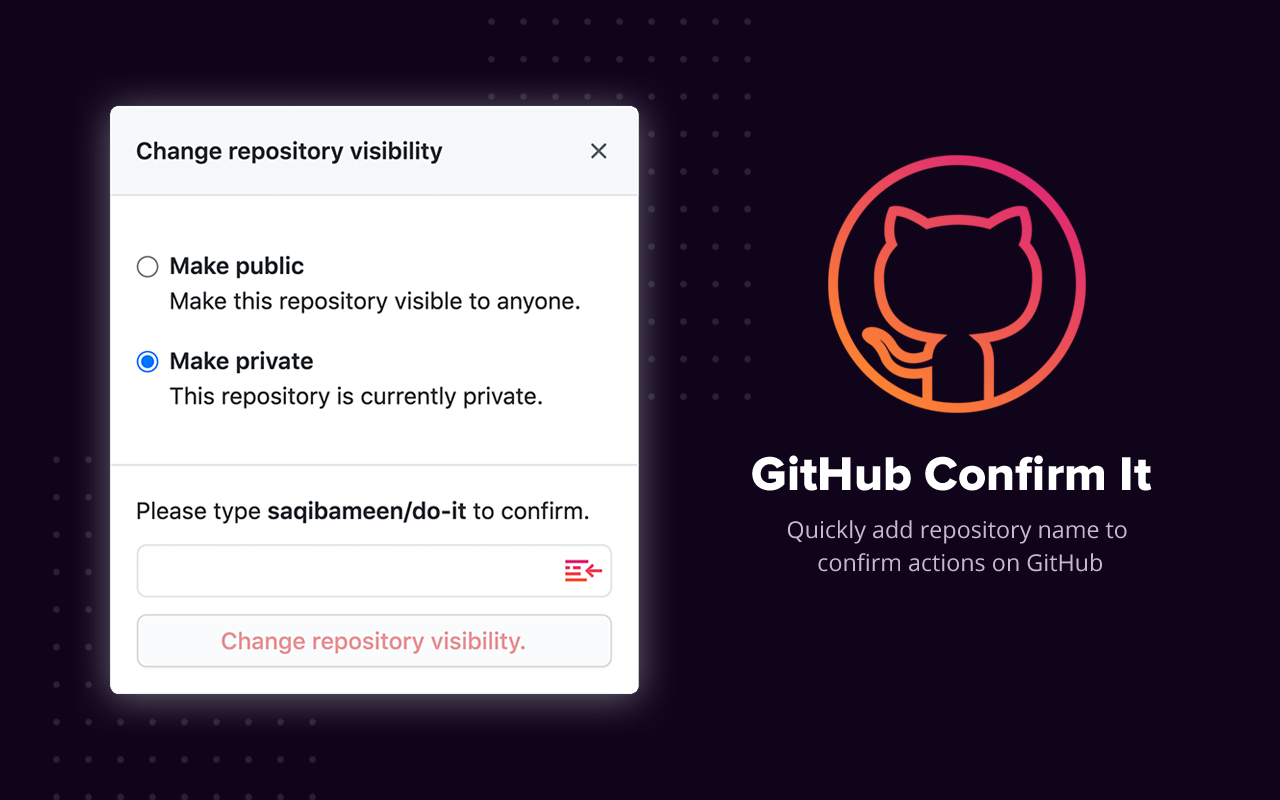 Change repository visibility
Make public
Make this repository visible to anyone.
Make private
This repository is currently private.
Please type saqibameen/do-it to confirm.
Change repository visibility.
GitHub Confirm It
Quickly add repository name to
confirm actions on GitHub